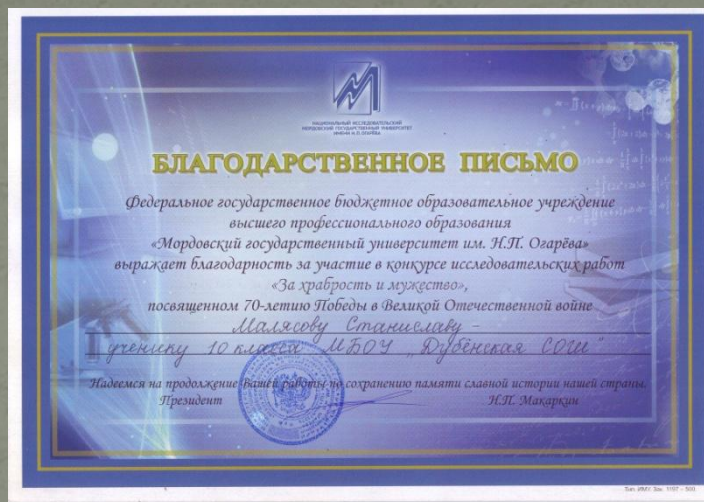 НАЦИОНАЛЬНЫЙ ИССЛЕДОВАТЕЛЬСКИЙ
МОРДОВСКИЙ ГОСУДАРСТВЕННЫЙ УНИВЕРСИТЕТ
ИМЕНИ Н.П. ОГАРЁВА
БЛАГОДАРСТВЕННОЕ ПИСЬМО
Федеральное государственное бюджетное образовательное учреждение
высшего профессионального образования
«Мордовский государственный университет им. Н.П. Огарёва»
выражает благодарность за участие в конкурсе исследовательских работ
«За храбрость и мужество»,
посвященном 70-летию Победы в Великой Отечественной войне
Малясову Станиславу –
ученику 10 класса МБОУ „Дубёнская СОШ"
Надеемся на продолжение Вашей работы по сохранению памяти славной истории нашей страны.
Президент Н.П. Макаркин